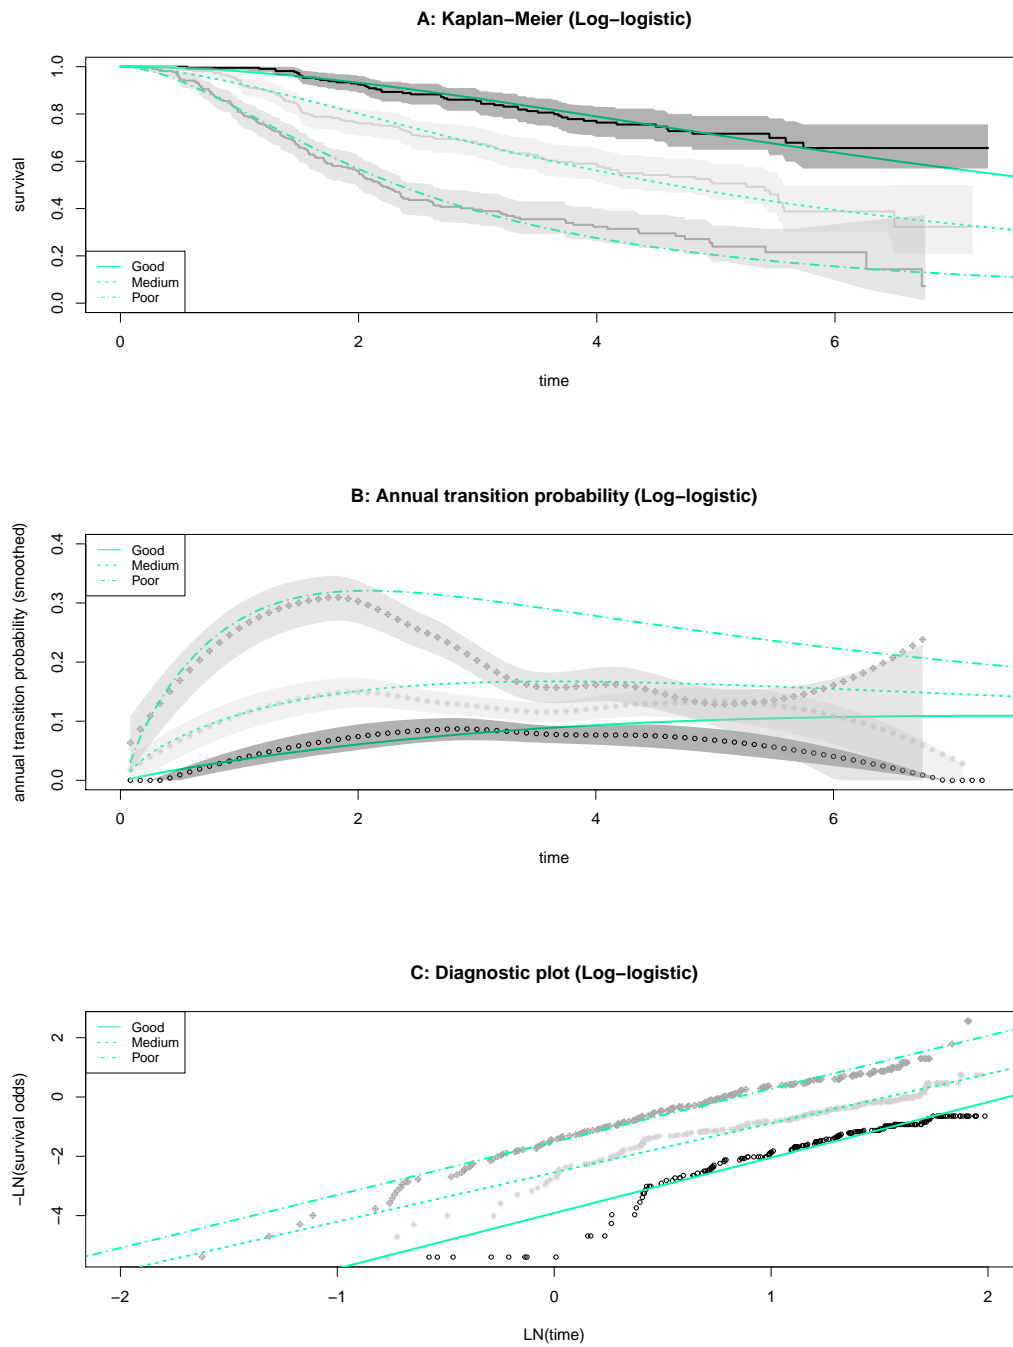 A: Kaplan−Meier (Log−logistic)
survival
1.0
0.8
0.6
0.4
0.2
0.0
Good
Medium
Poor
0 2 4 6
time
B: Annual transition probability (Log−logistic)
annual transition probability (smoothed)
0.4
0.3
0.2
0.1
0.0
Good
Medium
Poor
0 2 4 6
time
C: Diagnostic plot (Log−logistic)
−LN(survival odds)
2
0
−2
−4
Good
Medium
Poor
−2 −1 0 1 2
LN(time)